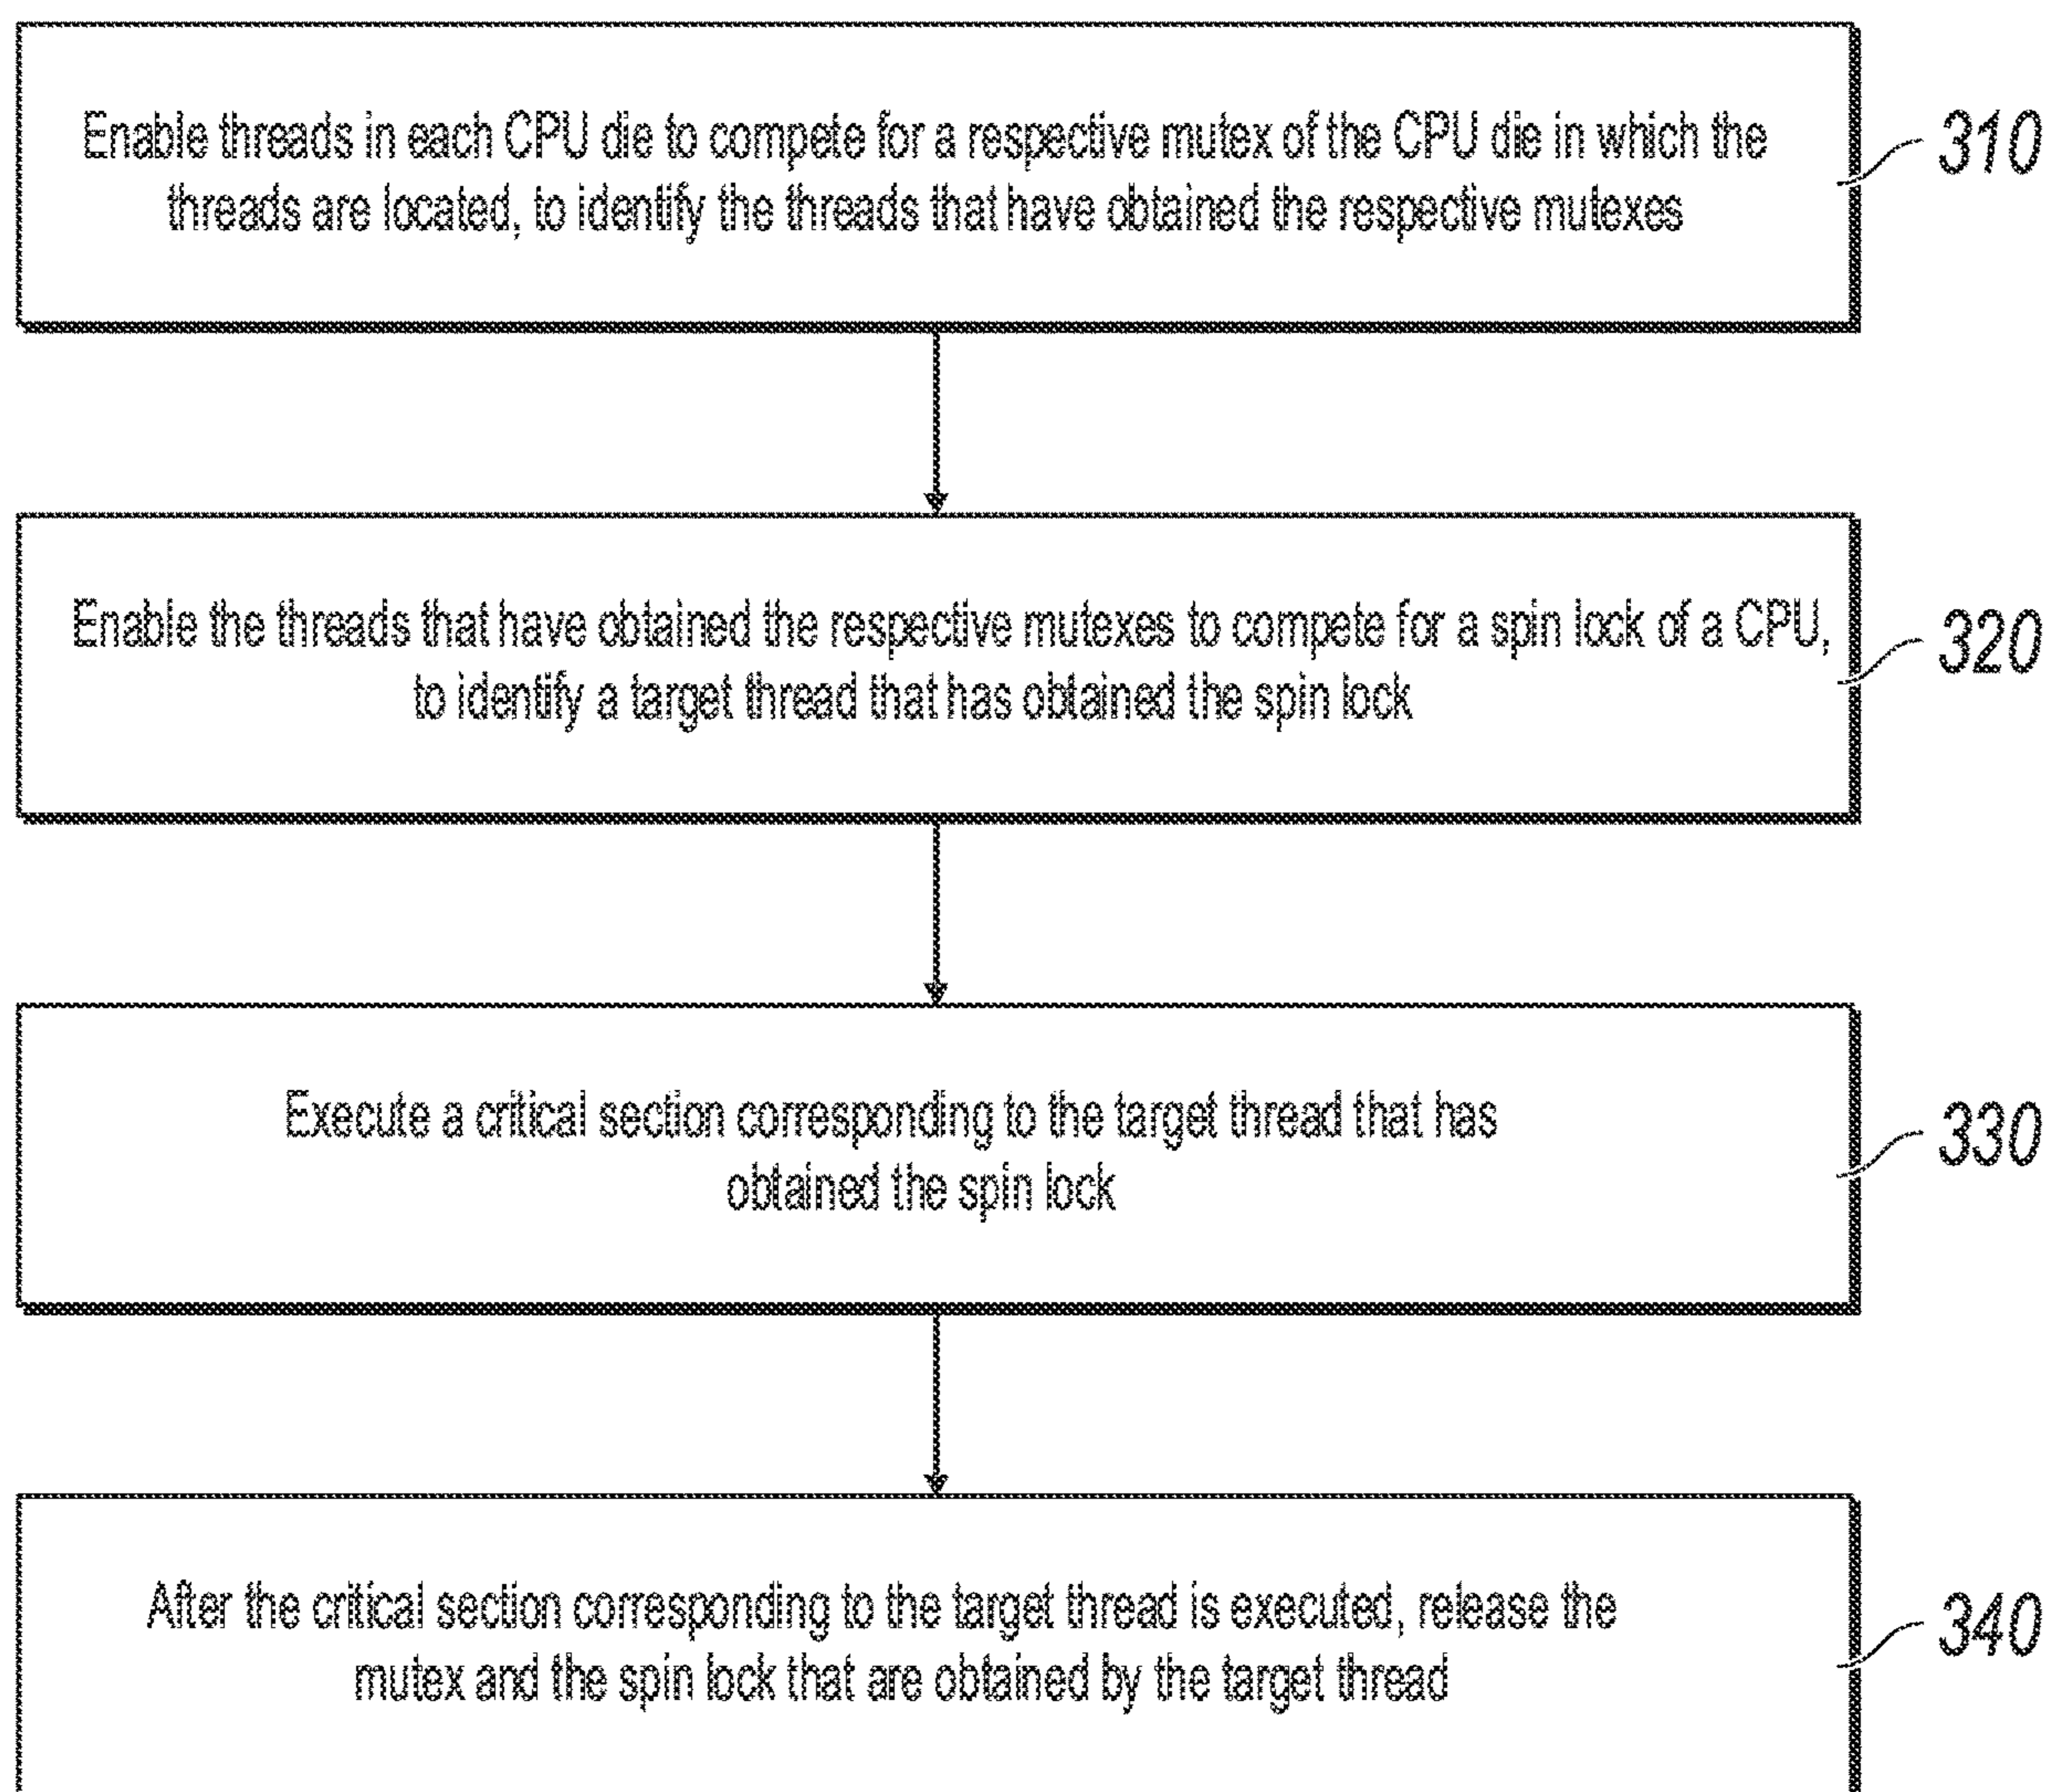 Enable threads in each CPU die to compete for a respective mutex of the CPU die in which the
threads are located, to identify the threads that have obtained the respective mutexes
310
Enable the threads that have obtained the respective mutexes to compete for a spin lock of a CPU,
to identify a target thread that has obtained the spin lock
320
Execute a critical section corresponding to the target thread that has
obtained the spin lock
330
After the critical section corresponding to the target thread is executed, release the
mutex and the spin lock that are obtained by the target thread
340